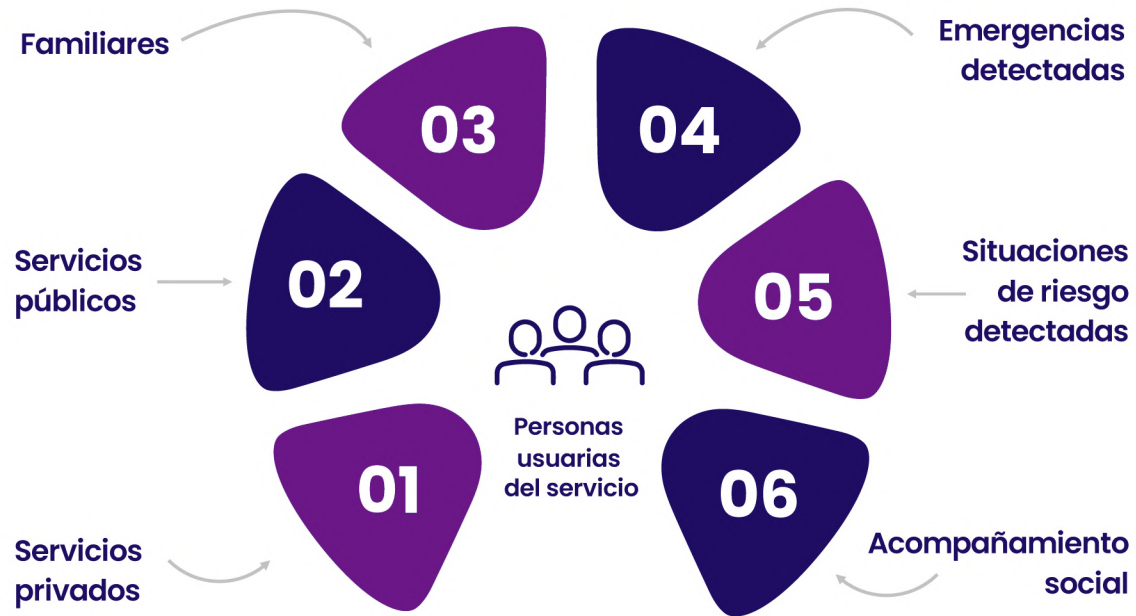 Familiares
03
04
Emergencias
detectadas
Servicios
públicos
02
05
Situaciones
de riesgo
detectadas
Personas
usuarias
del servicio
01
06
Servicios
privados
Acompañamiento
social